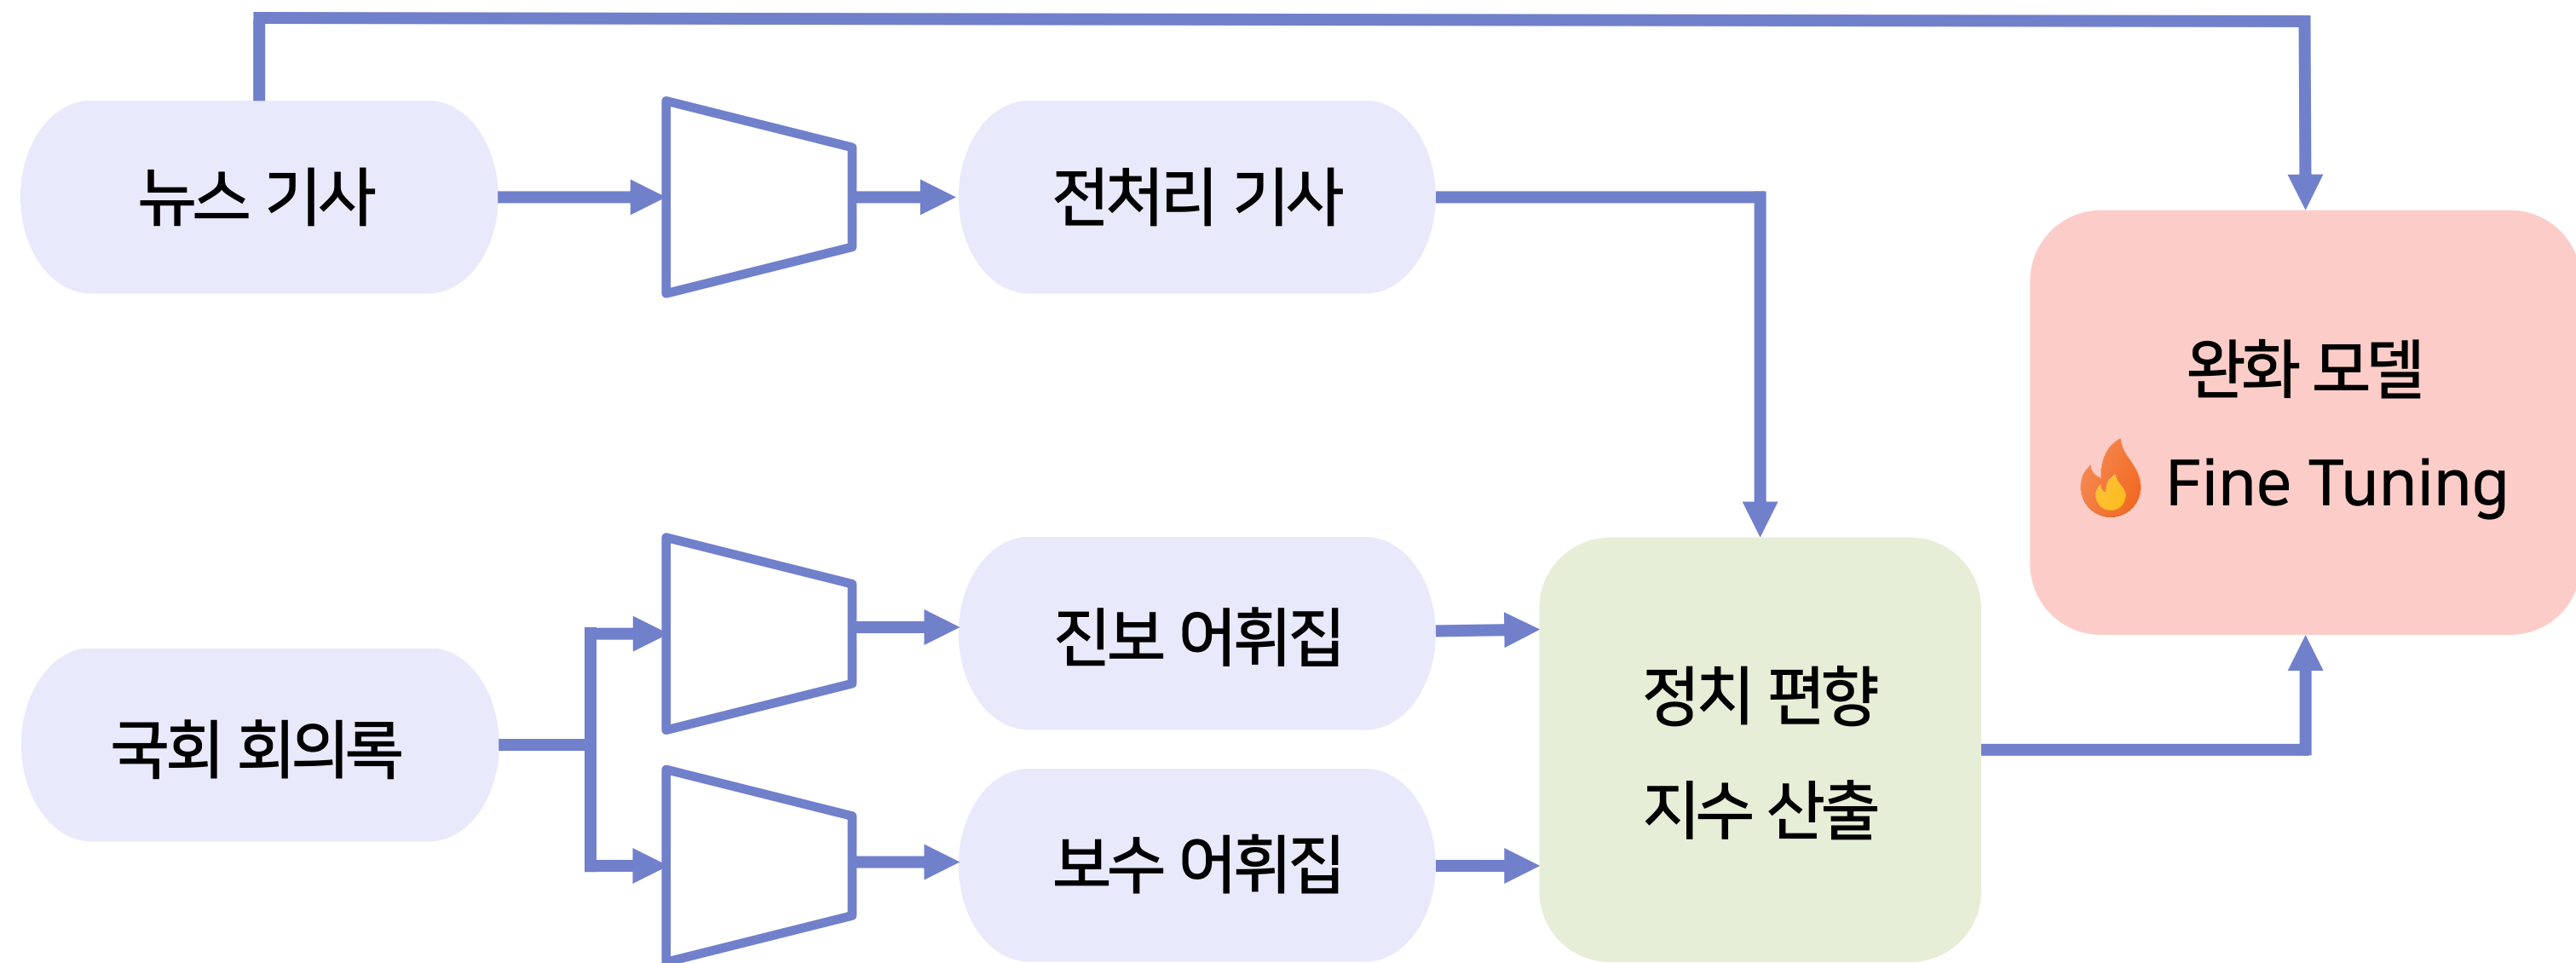 뉴스 기사
전처리 기사
완화 모델
Fine Tuning
진보 어휘집
국회 회의록
보수 어휘집
정치 편향
지수 산출